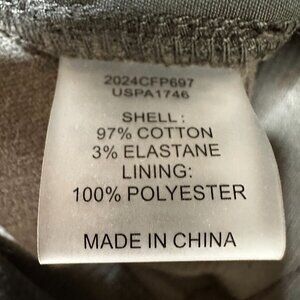 2024CFP697
USPA1746
SHELL:
97% COTTON
3% ELASTANE
LINING:
100% POLYESTER
MADE IN CHINA